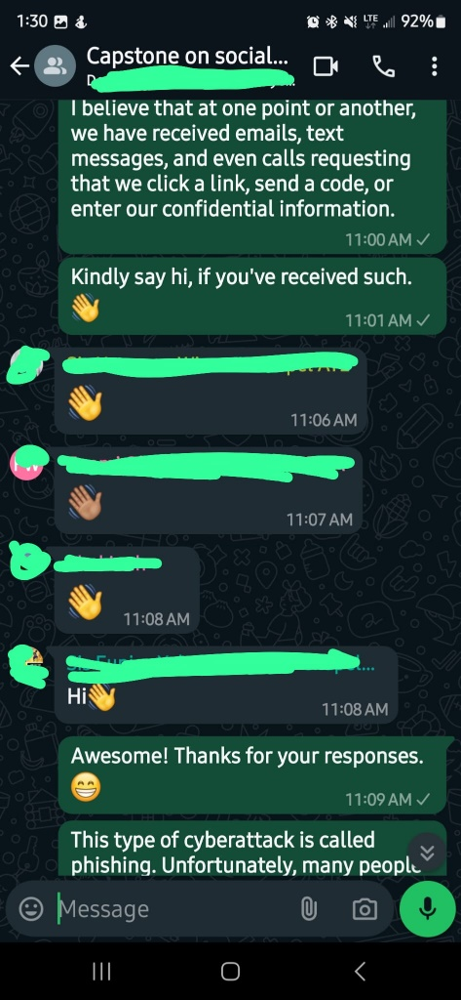 1:30
LTE
92%
Capstone on social...
I believe that at one point or another,
we have received emails, text
messages, and even calls requesting
that we click a link, send a code, or
enter our confidential information.
11:00 AM
Kindly say hi, if you've received such.
👋
11:01 AM
👋
11:06 AM
👋🏽
11:07 AM
👋
11:08 AM
Hi👋
11:08 AM
Awesome! Thanks for your responses.
😁
11:09 AM
This type of cyberattack is called
phishing. Unfortunately, many people
Message